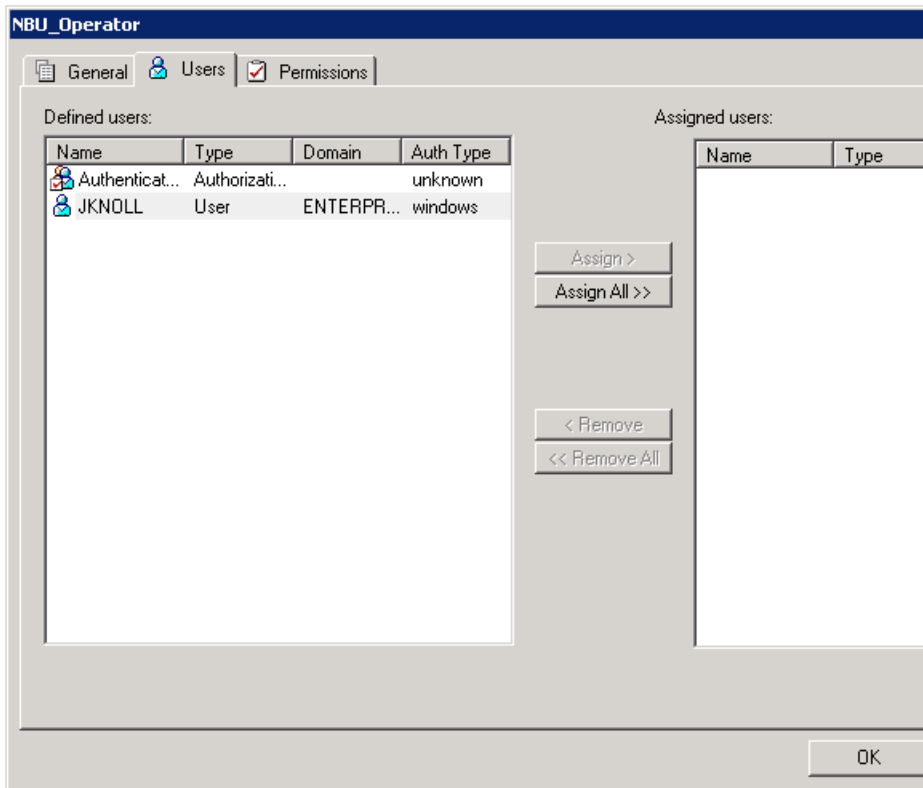 NBU_Operator
General Users Permissions
Defined users:
Assigned users:
Name Type Domain Auth Type
Name Type
Authenticat... Authorizati... unknown
JKNOLL User ENTERPR... windows
Assign >
Assign All >>
< Remove
<< Remove All
OK